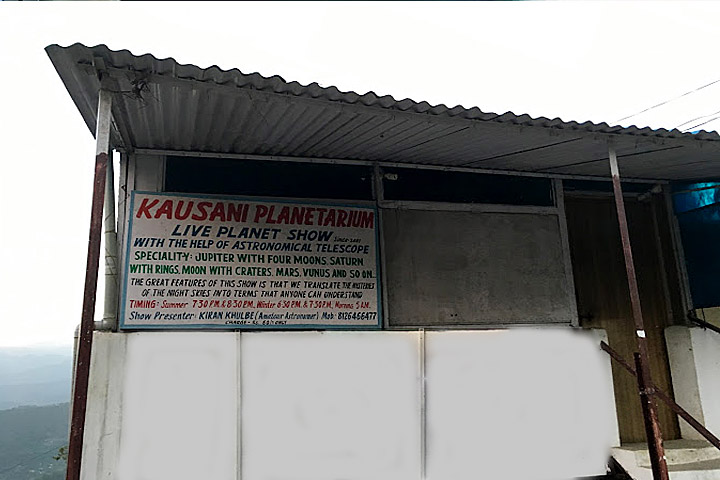 KAUSANI PLANETARIUM
LIVE PLANET SHOW
WITH THE HELP OF ASTRONOMICAL TELESCOPE
SPECIALITY: JUPITER WITH FOUR MOONS, SATURN
WITH RINGS, MOON WITH CRATERS, MARS, VUNUS AND SO ON..
THE GREAT FEATURES OF THIS SHOW IS THAT WE TRANSLATE THE MYSTERIES
OF THE NIGHT SKIES INTO TERMS THAT ANYONE CAN UNDERSTAND
TIMING: Summer 7:30 P.M. & 8:30 P.M. Winter 6:30 P.M. & 7:30 P.M. Morning 5 A.M.
Show Presenter: KIRAN KHULBE (Amateur Astronomer) Mob: